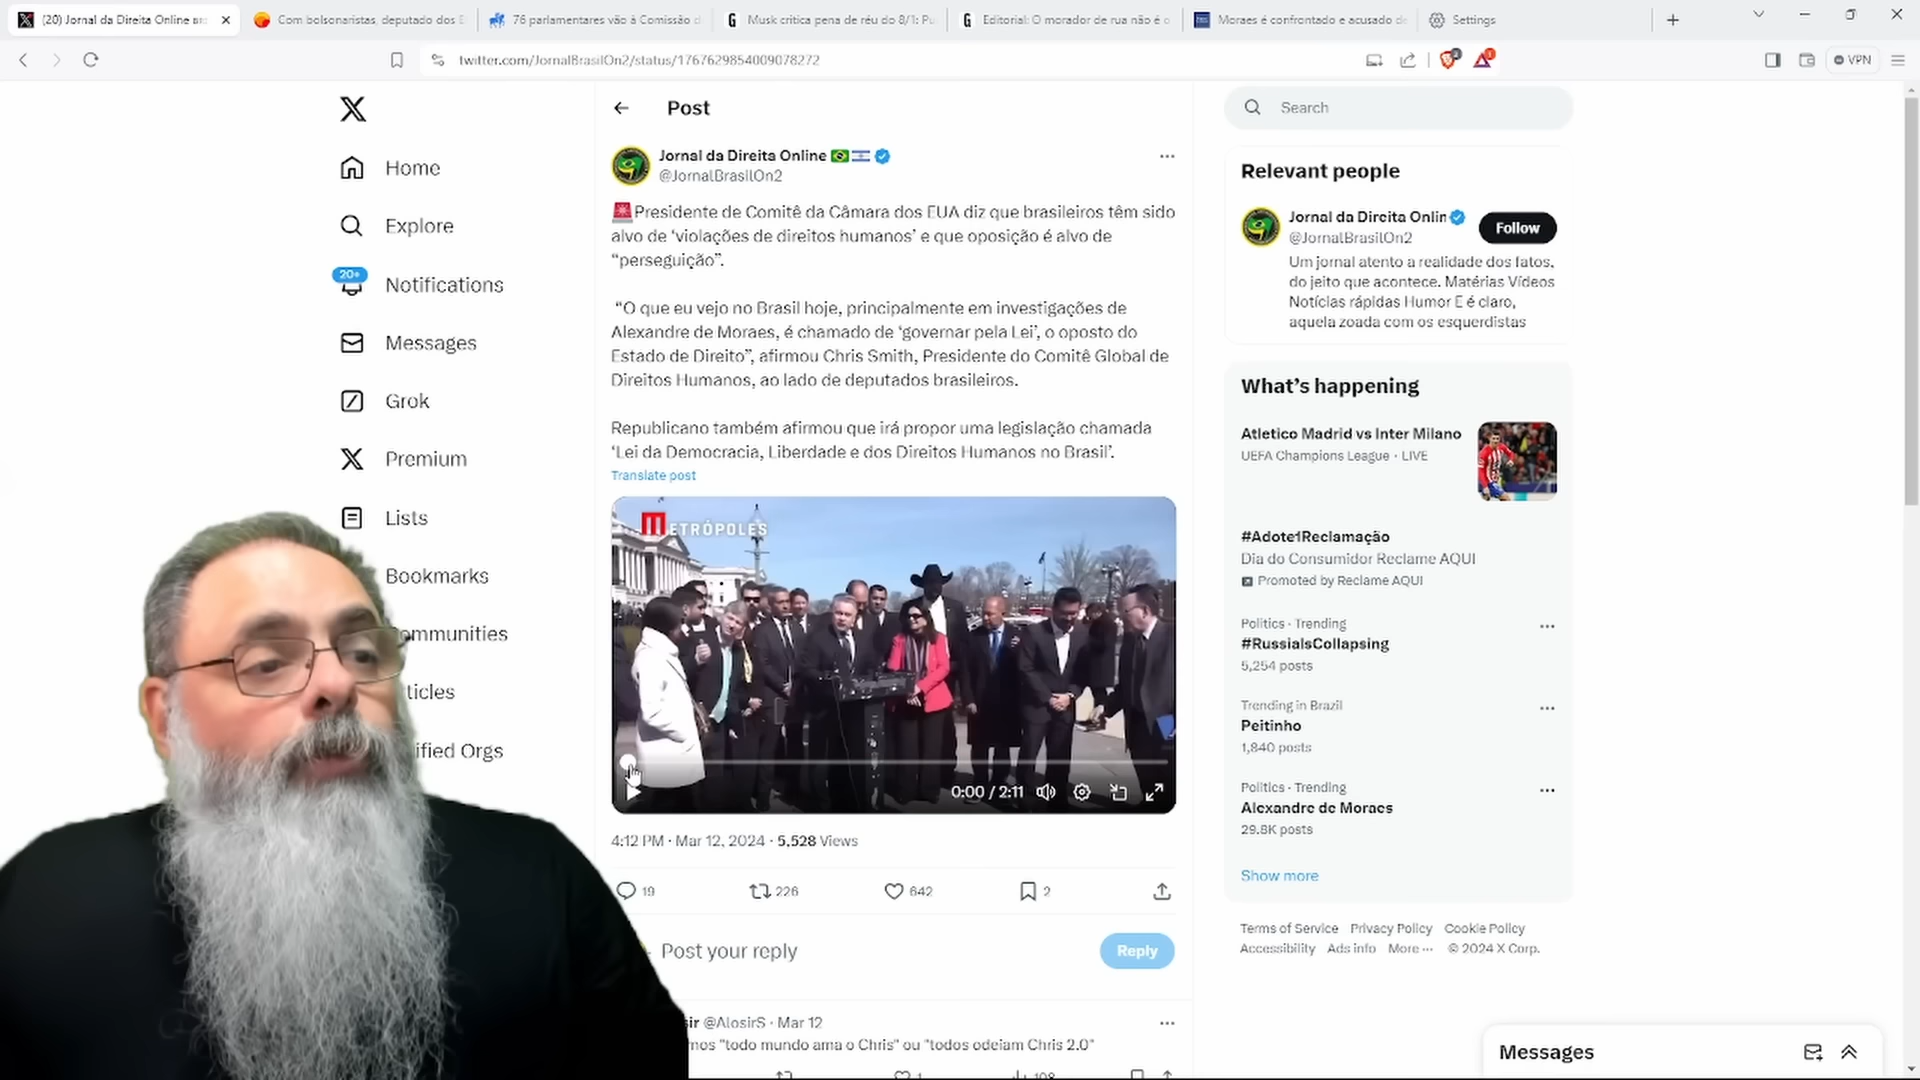 (20) Jornal da Direita Online
Com bolsonaristas, deputado dos
76 parlamentares vão à Comissão
Musk critica pena de réu do 8/1:
Editorial: O morador de rua não é
Moraes é confrontado e acusado
Settings
twitter.com/JornalBrasilOn2/status/1767629854009078272
VPN
Home
Explore
20+
Notifications
Messages
Grok
Premium
Lists
Bookmarks
ommunities
ticles
ified Orgs
Post
Jornal da Direita Online
@JornalBrasilOn2
Presidente de Comitê da Câmara dos EUA diz que brasileiros têm sido
alvo de ‘violações de direitos humanos’ e que oposição é alvo de
“perseguição”.
“O que eu vejo no Brasil hoje, principalmente em investigações de
Alexandre de Moraes, é chamado de ‘governar pela Lei’, o oposto do
Estado de Direito”, afirmou Chris Smith, Presidente do Comitê Global de
Direitos Humanos, ao lado de deputados brasileiros.
Republicano também afirmou que irá propor uma legislação chamada
‘Lei da Democracia, Liberdade e dos Direitos Humanos no Brasil’.
Translate post
METRÓPOLES
0:00 / 2:11
4:12 PM · Mar 12, 2024 · 5,528 Views
19
226
642
2
Post your reply
Reply
sir @AlosirS · Mar 12
mos "todo mundo ama o Chris" ou "todos odeiam Chris 2.0"
1
108
Search
Relevant people
Jornal da Direita Onlin
@JornalBrasilOn2
Follow
Um jornal atento a realidade dos fatos,
do jeito que acontece. Matérias Vídeos
Notícias rápidas Humor E é claro,
aquela zoada com os esquerdistas
What’s happening
Atletico Madrid vs Inter Milano
UEFA Champions League · LIVE
#Adote1Reclamação
Dia do Consumidor Reclame AQUI
Promoted by Reclame AQUI
Politics · Trending
#RussiaIsCollapsing
5,254 posts
Trending in Brazil
Peitinho
1,840 posts
Politics · Trending
Alexandre de Moraes
29.8K posts
Show more
Terms of Service Privacy Policy Cookie Policy
Accessibility Ads info More ··· © 2024 X Corp.
Messages